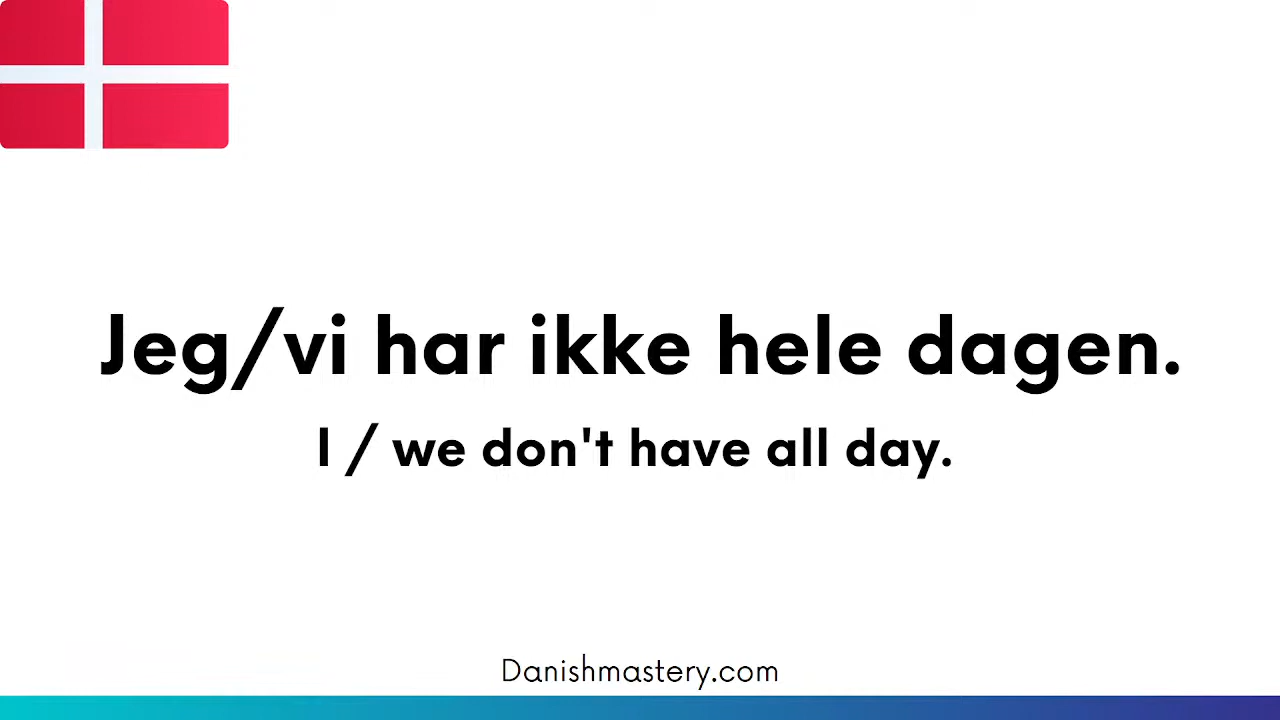 Jeg/vi har ikke hele dagen.
I / we don't have all day.
Danishmastery.com